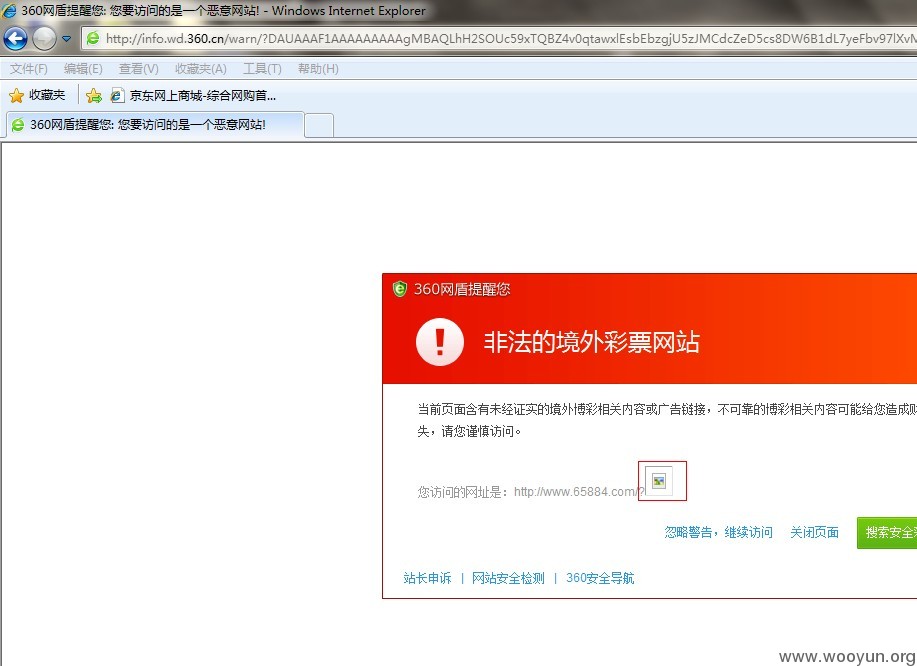 360网盾提醒您: 您要访问的是一个恶意网站! - Windows Internet Explorer
http://info.wd.360.cn/warn/?DAUAAAF1AAAAAAAAAgMBAQLhH2SOUc59xTQBZ4v0qtawxlEsbEbzgjU5zJMCdcZeD5cs8DW6B1dL7yeFbv97lXvM
文件(F) 编辑(E) 查看(V) 收藏夹(A) 工具(T) 帮助(H)
收藏夹 京东网上商城-综合网购首...
360网盾提醒您: 您要访问的是一个恶意网站!
360网盾提醒您
非法的境外彩票网站
当前页面含有未经证实的境外博彩相关内容或广告链接，不可靠的博彩相关内容可能给您造成财
失，请您谨慎访问。
您访问的网址是：http://www.65884.com/?
忽略警告，继续访问 关闭页面 搜索安全彩
站长申诉 | 网站安全检测 | 360安全导航
www.wooyun.org